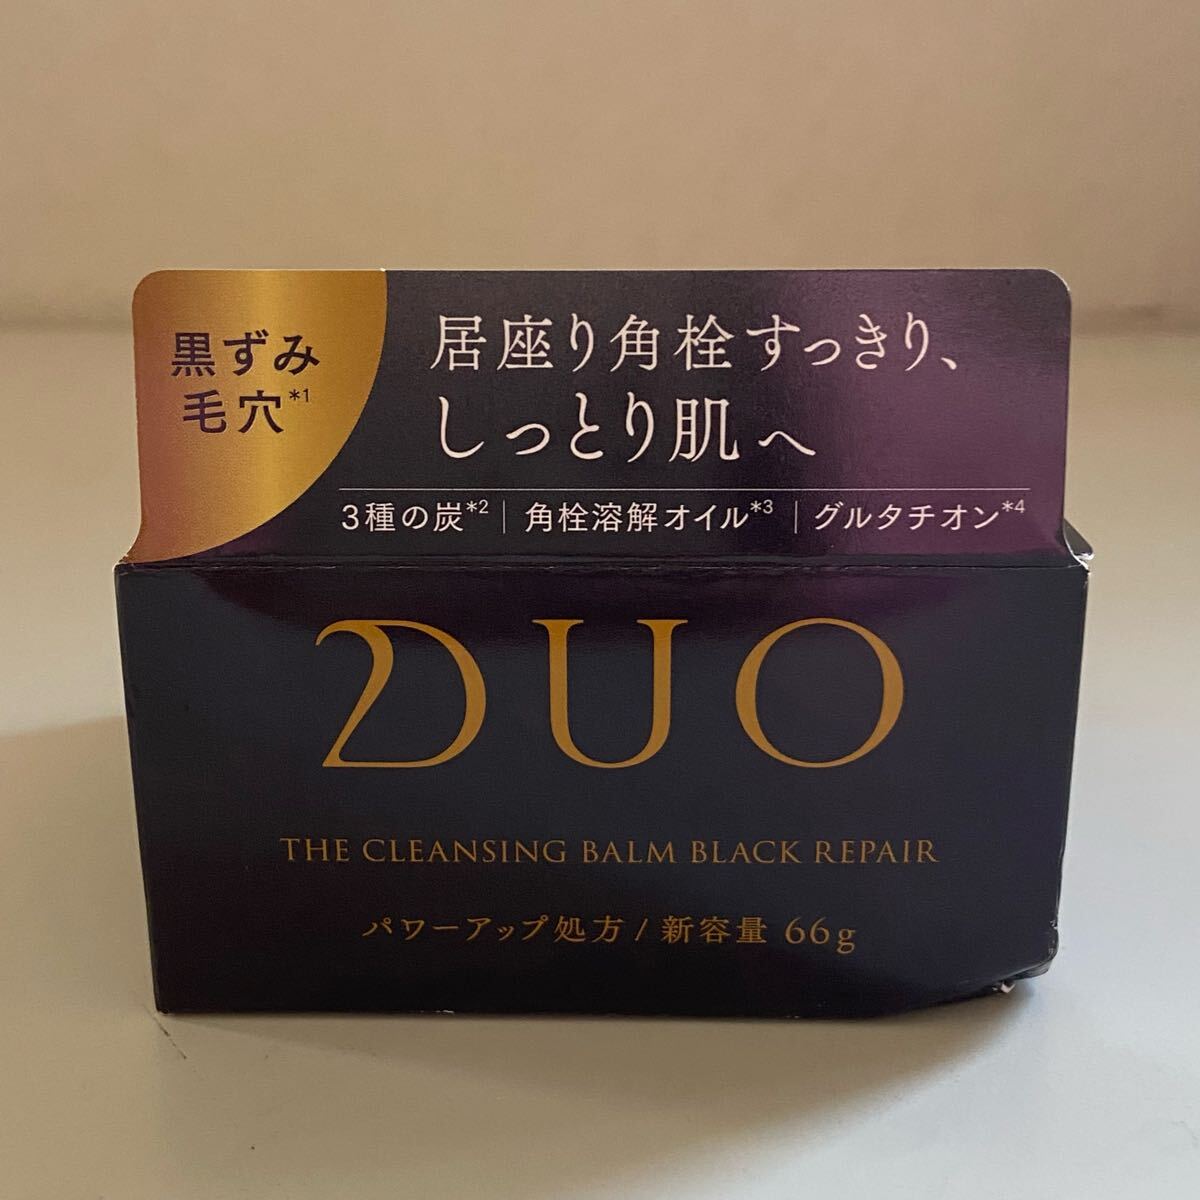 黒ずみ
毛穴*1
居座り角栓すっきり、
しっとり肌へ
3種の炭*2 | 角栓溶解オイル*3 | グルタチオン*4
DUO
THE CLEANSING BALM BLACK REPAIR
パワーアップ処方 / 新容量 66g